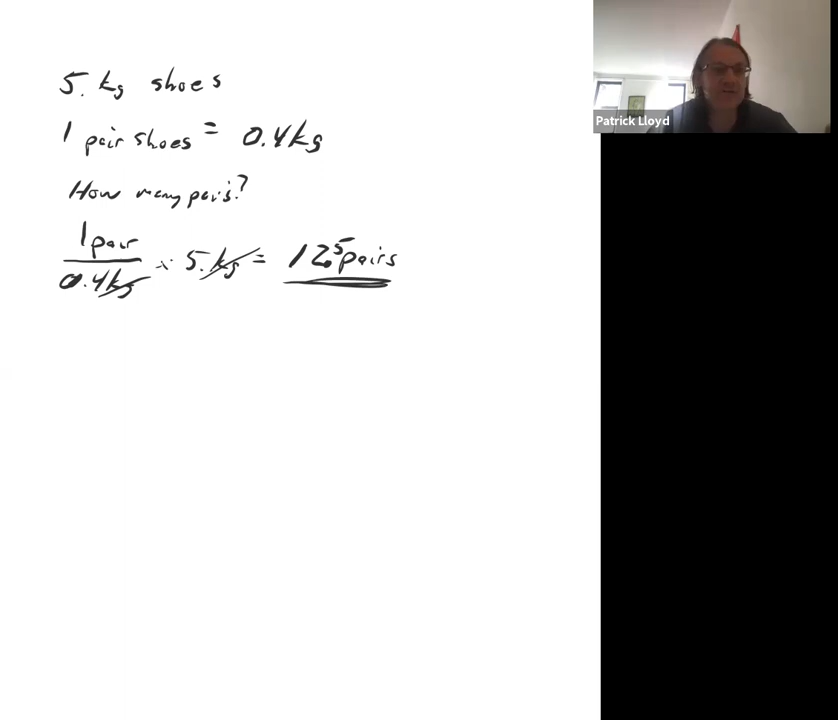 5. kg shoes
1 pair shoes = 0.4kg
How many pairs?
1 pair
0.4kg × 5. kg = 12.5 pairs
Patrick Lloyd